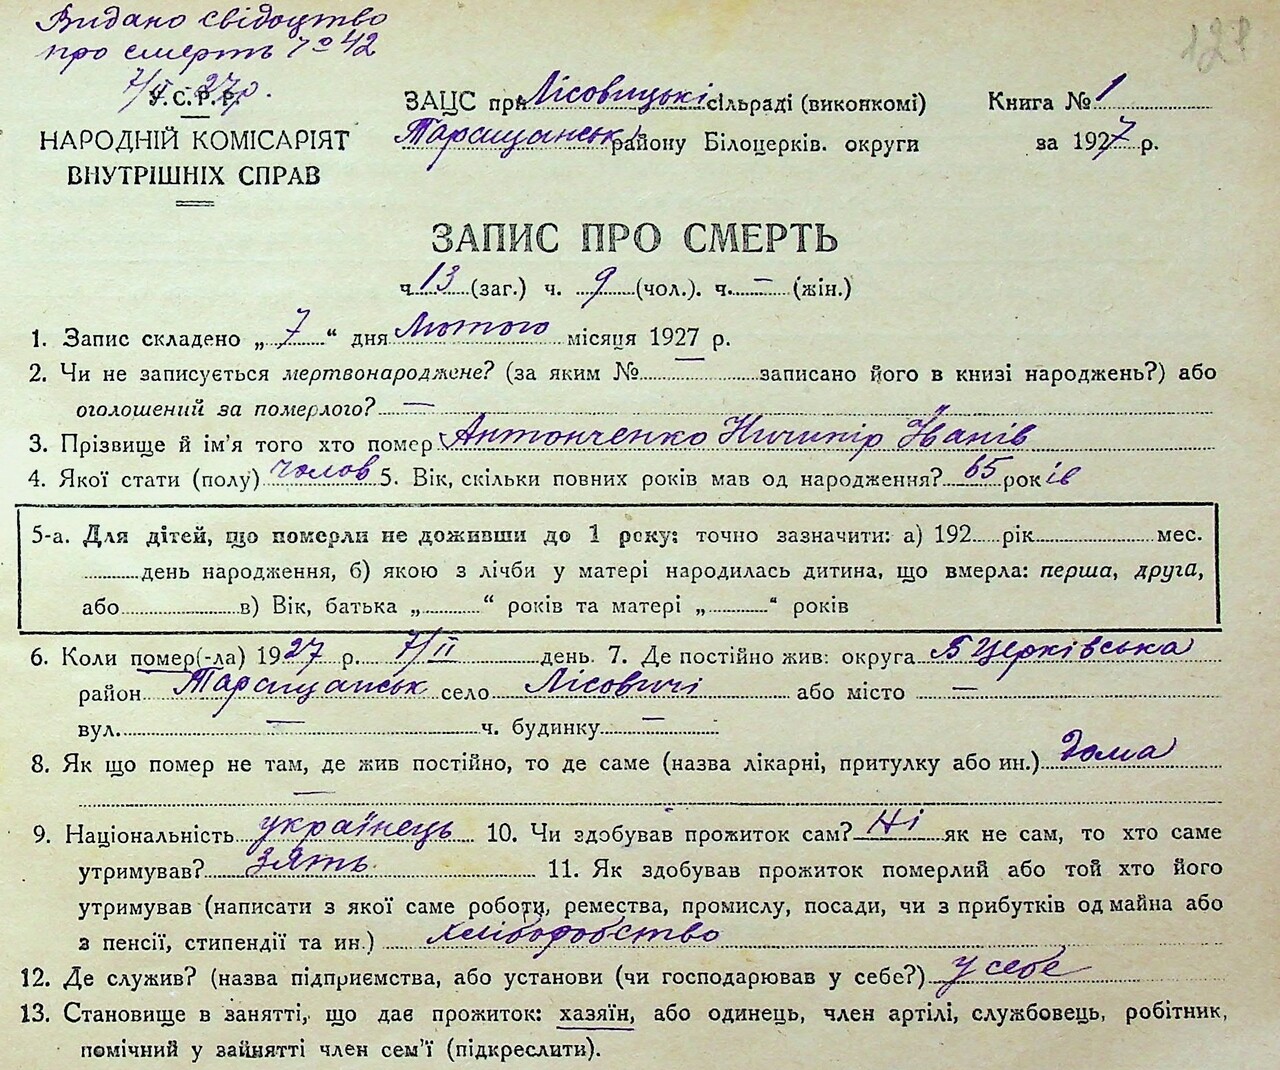 Видано свідоцтво
про смерть № 42
7/II 27р.
128
У.С.Р.Р.
НАРОДНІЙ КОМІСАРІЯТ
ВНУТРІШНІХ СПРАВ
ЗАЦС при Лісовицькі сільраді (виконкомі)
Таращанськ. району Білоцерків. округи
Книга № 1
за 1927 р.
ЗАПИС ПРО СМЕРТЬ
ч. 13 (заг.) ч. 9 (чол.). ч. — (жін.)
1. Запис складено „ 7 “ дня Лютого місяця 1927 р.
2. Чи не записується мертвонароджене? (за яким № — записано його в книзі народжень?) або
оголошений за померлого? —
3. Прізвище й ім’я того хто помер Антонченко Ничипір Іванів
4. Якої стати (полу) чолов 5. Вік, скільки повних років мав од народження? 65 років
5-а. Для дітей, що померли не доживши до 1 року: точно зазначити: а) 192 рік мес.
день народження, б) якою з лічби у матері народилась дитина, що вмерла: перша, друга,
або в) Вік, батька „ “ років та матері „ “ років
6. Коли помер(-ла) 1927 р. 7/II день. 7. Де постійно жив: округа Б Церківська
район Таращанськ село Лісовичі або місто —
вул. — ч. будинку —
8. Як що помер не там, де жив постійно, то де саме (назва лікарні, притулку або ин.) дома
—
9. Національність українець 10. Чи здобував прожиток сам? Ні як не сам, то хто саме
утримував? зять 11. Як здобував прожиток померлий або той хто його
утримував (написати з якої саме роботи, ремества, промислу, посади, чи з прибутків од майна або
з пенсії, стипендії та ин.) хліборобство
12. Де служив? (назва підприємства, або установи (чи господарював у себе?) у себе
13. Становище в занятті, що дає прожиток: хазяїн, або одинець, член артілі, службовець, робітник,
помічний у зайнятті член сем’ї (підкреслити).